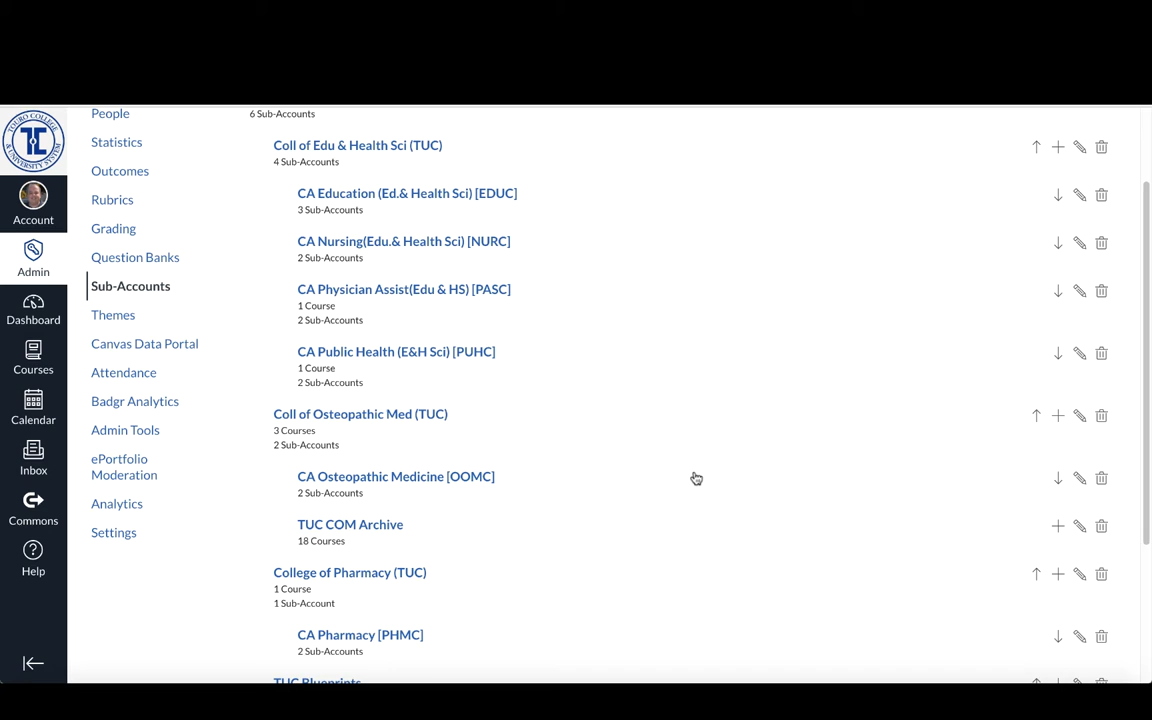 TOURO COLLEGE
& UNIVERSITY SYSTEM
Account
Admin
Dashboard
Courses
Calendar
Inbox
Commons
Help
People
Statistics
Outcomes
Rubrics
Grading
Question Banks
Sub-Accounts
Themes
Canvas Data Portal
Attendance
Badgr Analytics
Admin Tools
ePortfolio
Moderation
Analytics
Settings
6 Sub-Accounts
Coll of Edu & Health Sci (TUC)
4 Sub-Accounts
CA Education (Ed.& Health Sci) [EDUC]
3 Sub-Accounts
CA Nursing(Edu.& Health Sci) [NURC]
2 Sub-Accounts
CA Physician Assist(Edu & HS) [PASC]
1 Course
2 Sub-Accounts
CA Public Health (E&H Sci) [PUHC]
1 Course
2 Sub-Accounts
Coll of Osteopathic Med (TUC)
3 Courses
2 Sub-Accounts
CA Osteopathic Medicine [OOMC]
2 Sub-Accounts
TUC COM Archive
18 Courses
College of Pharmacy (TUC)
1 Course
1 Sub-Account
CA Pharmacy [PHMC]
2 Sub-Accounts
TUC Blueprints